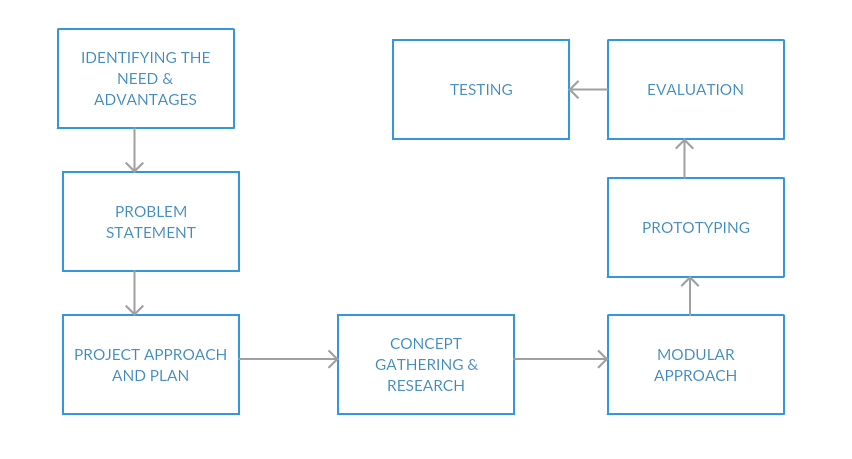 IDENTIFYING THE
NEED &
ADVANTAGES
PROBLEM
STATEMENT
PROJECT APPROACH
AND PLAN
CONCEPT
GATHERING &
RESEARCH
MODULAR
APPROACH
PROTOTYPING
EVALUATION
TESTING